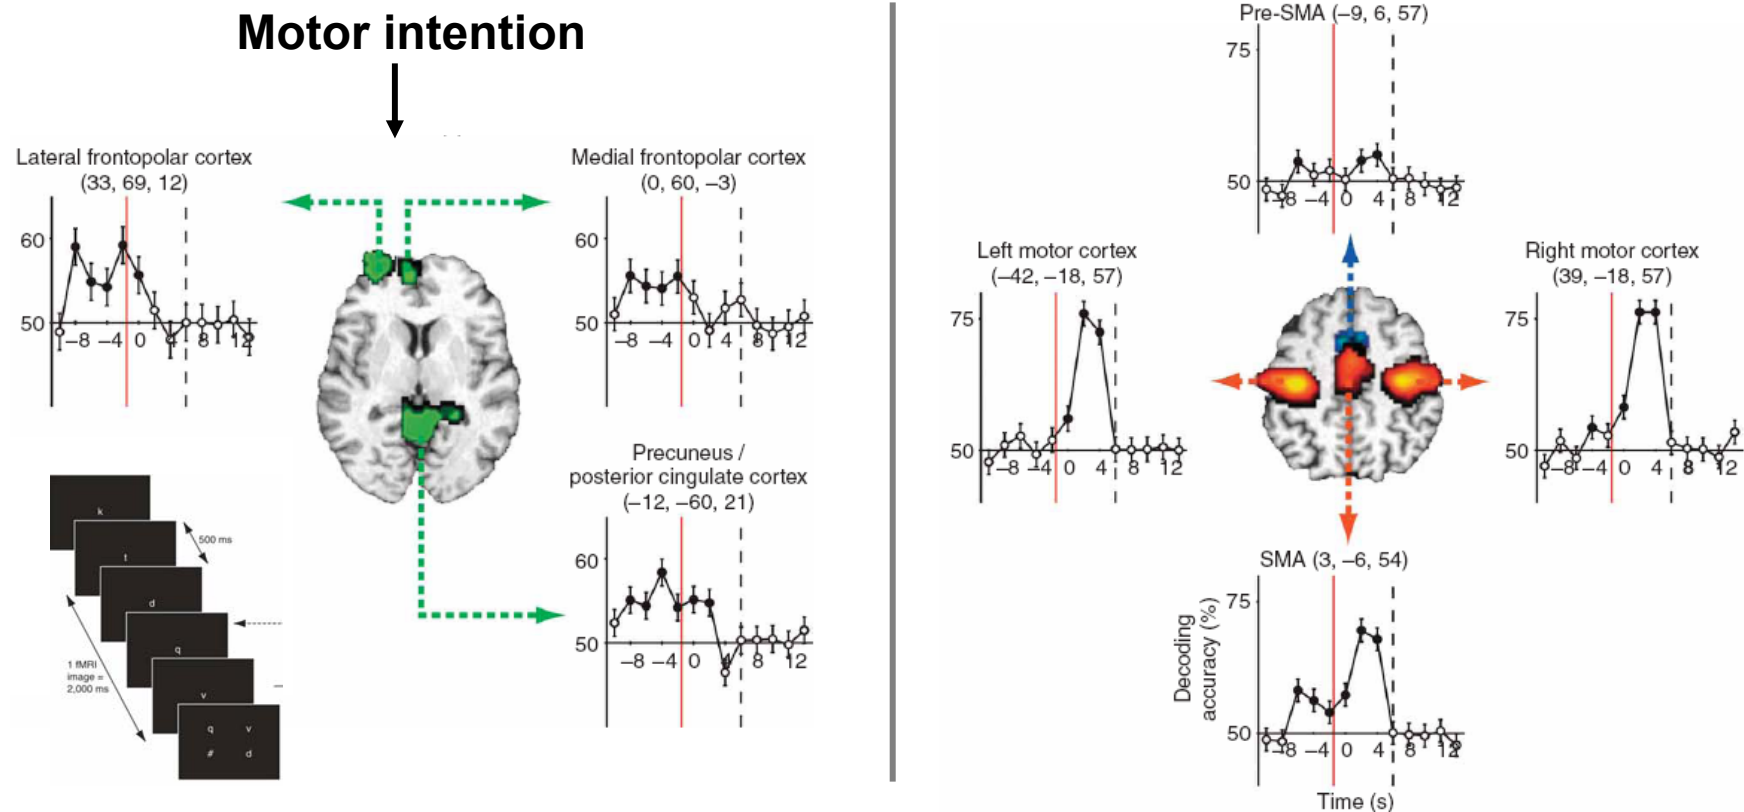 Motor intention
Lateral frontopolar cortex
(33, 69, 12)
60
50
−8 −4 0 4 8 12
Medial frontopolar cortex
(0, 60, −3)
60
50
−8 −4 0 4 8 12
Precuneus /
posterior cingulate cortex
(−12, −60, 21)
60
50
−8 −4 0 4 8 12
k
t
d
q
v
q v
# d
500 ms
1 fMRI
image =
2,000 ms
Pre-SMA (−9, 6, 57)
75
50
−8 −4 0 4 8 12
Left motor cortex
(−42, −18, 57)
75
50
−8 −4 0 4 8 12
Right motor cortex
(39, −18, 57)
75
50
−8 −4 0 4 8 12
SMA (3, −6, 54)
75
50
Decoding
accuracy (%)
−8 −4 0 4 8 12
Time (s)